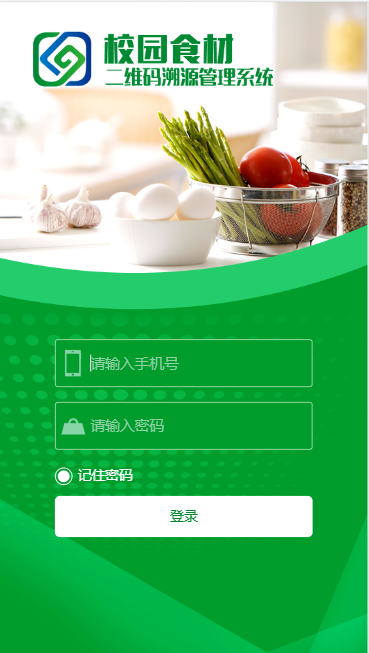 校园食材
二维码溯源管理系统
请输入手机号
请输入密码
记住密码
登录